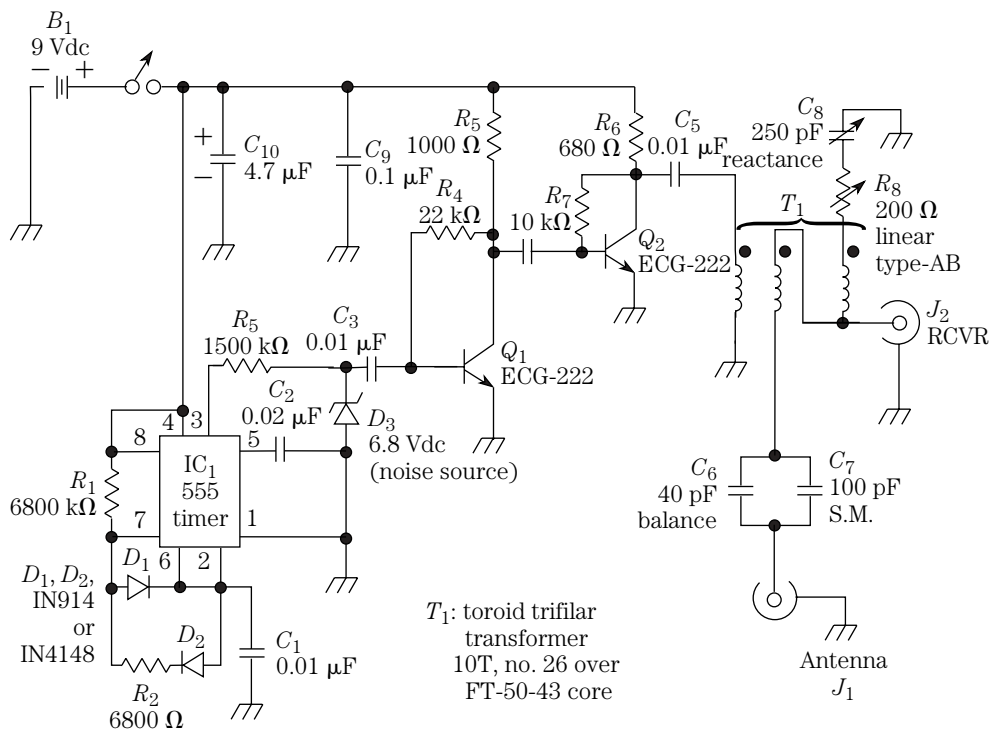 B1
9 Vdc
− +
+
−
C10
4.7 µF
C9
0.1 µF
R5
1000 Ω
R4
22 kΩ
R6
680 Ω
C5
0.01 µF
R7
10 kΩ
Q2
ECG-222
C8
250 pF
reactance
R8
200 Ω
linear
type-AB
T1
J2
RCVR
R5
1500 kΩ
C3
0.01 µF
Q1
ECG-222
C2
0.02 µF
D3
6.8 Vdc
(noise source)
4 3
8
5
IC1
555
timer
R1
6800 kΩ
7
1
6 2
D1
D1, D2,
IN914
or
IN4148
D2
R2
6800 Ω
C1
0.01 µF
C6
40 pF
balance
C7
100 pF
S.M.
T1: toroid trifilar
transformer
10T, no. 26 over
FT-50-43 core
Antenna
J1